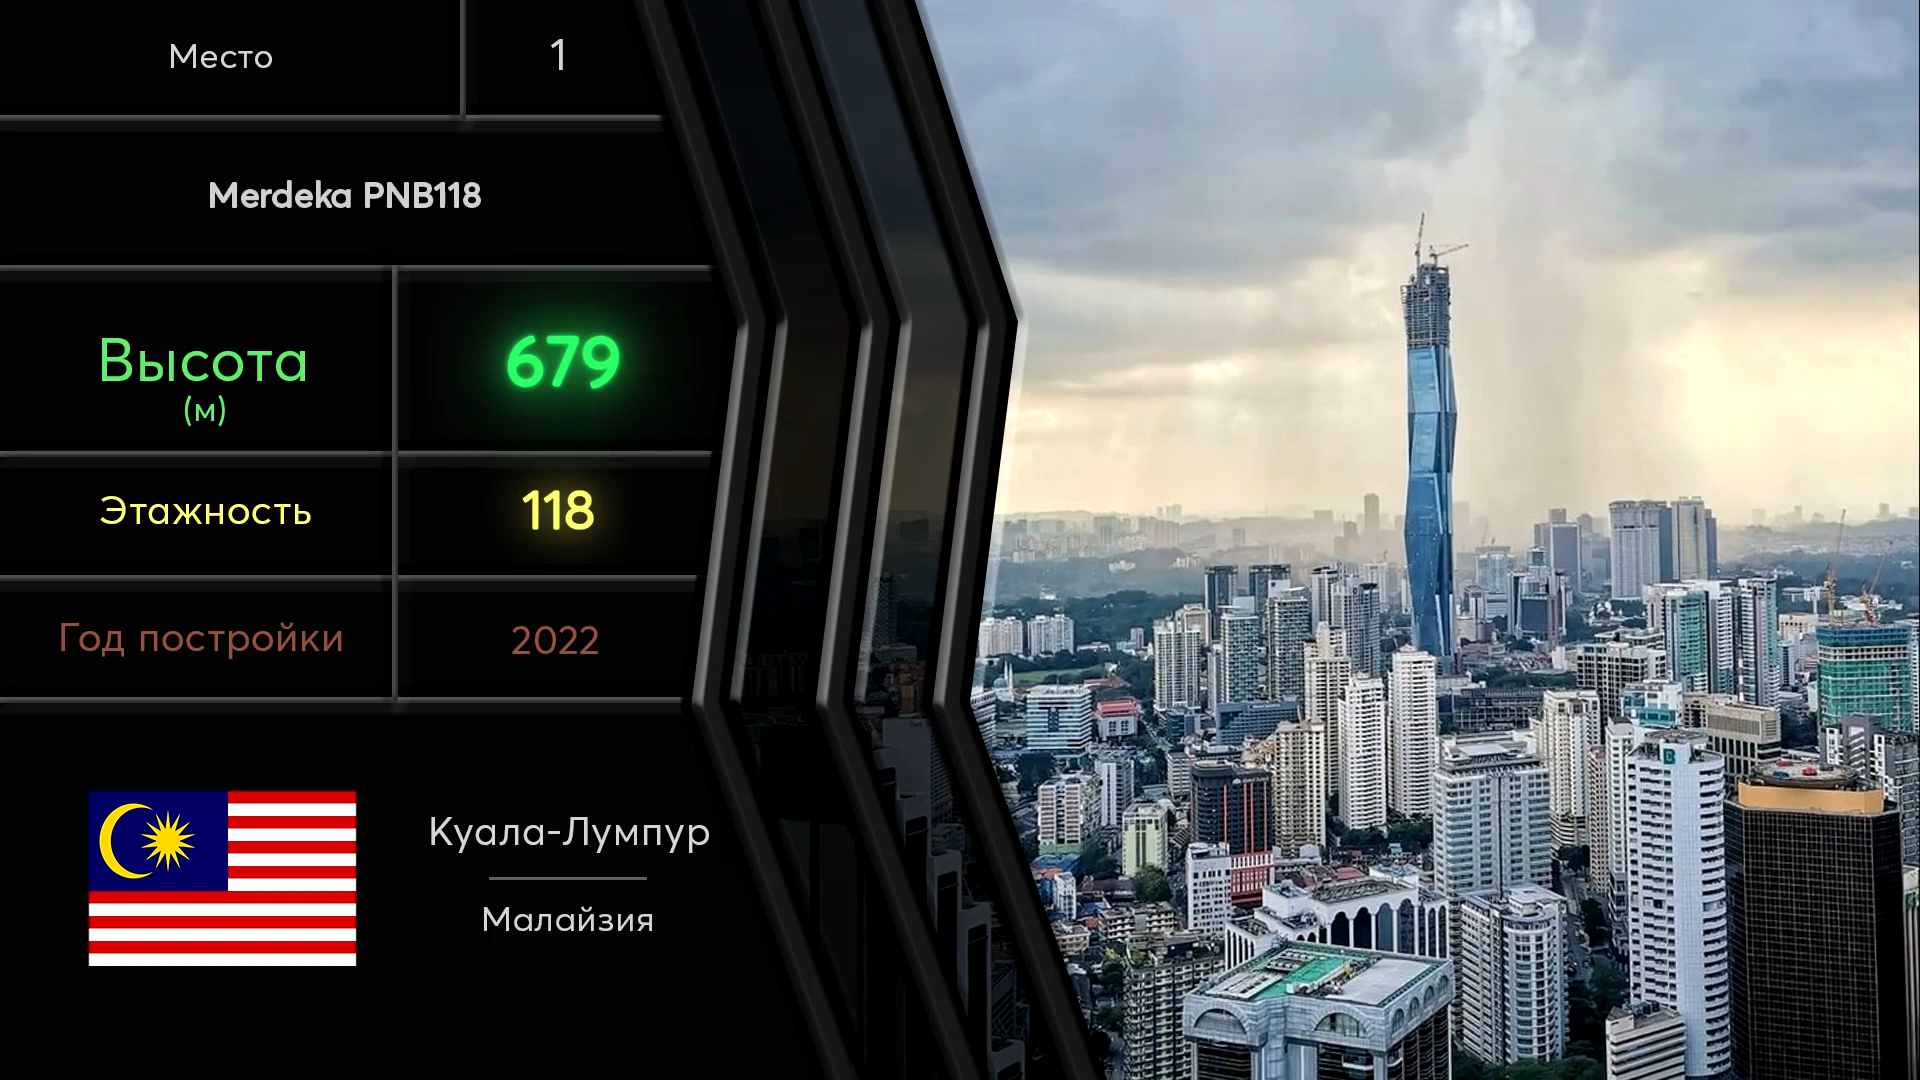 Место
1
Merdeka PNB118
Высота
(м)
679
Этажность
118
Год постройки
2022
Куала-Лумпур
Малайзия